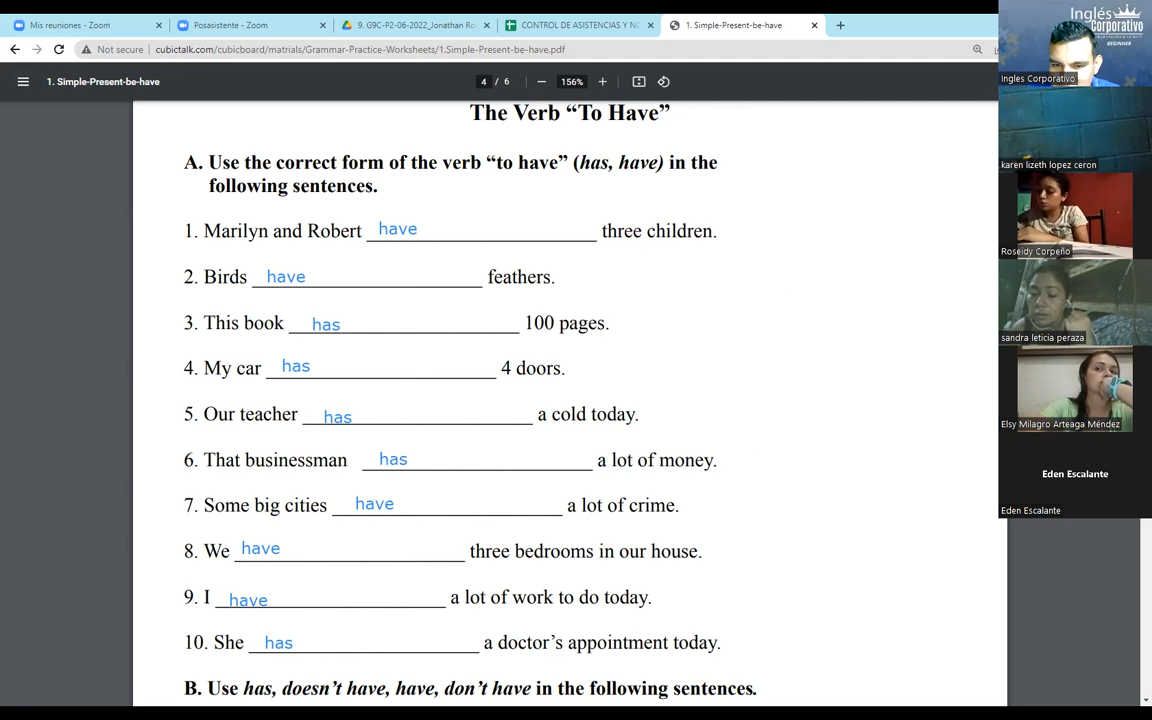 Mis reuniones - Zoom
Posasistente - Zoom
9. G9C-P2-06-2022_Jonathan Ro
CONTROL DE ASISTENCIAS Y NO
1. Simple-Present-be-have
Not secure
cubictalk.com/cubicboard/matrials/Grammar-Practice-Worksheets/1.Simple-Present-be-have.pdf
1. Simple-Present-be-have
4 / 6
156%
Inglés
Corporativo
BEGINNER
Ingles Corporativo
karen lizeth lopez ceron
Roseidy Corpeño
sandra leticia peraza
Elsy Milagro Arteaga Méndez
Eden Escalante
Eden Escalante
The Verb “To Have”
A. Use the correct form of the verb “to have” (has, have) in the
following sentences.
1. Marilyn and Robert have three children.
2. Birds have feathers.
3. This book has 100 pages.
4. My car has 4 doors.
5. Our teacher has a cold today.
6. That businessman has a lot of money.
7. Some big cities have a lot of crime.
8. We have three bedrooms in our house.
9. I have a lot of work to do today.
10. She has a doctor’s appointment today.
B. Use has, doesn’t have, have, don’t have in the following sentences.